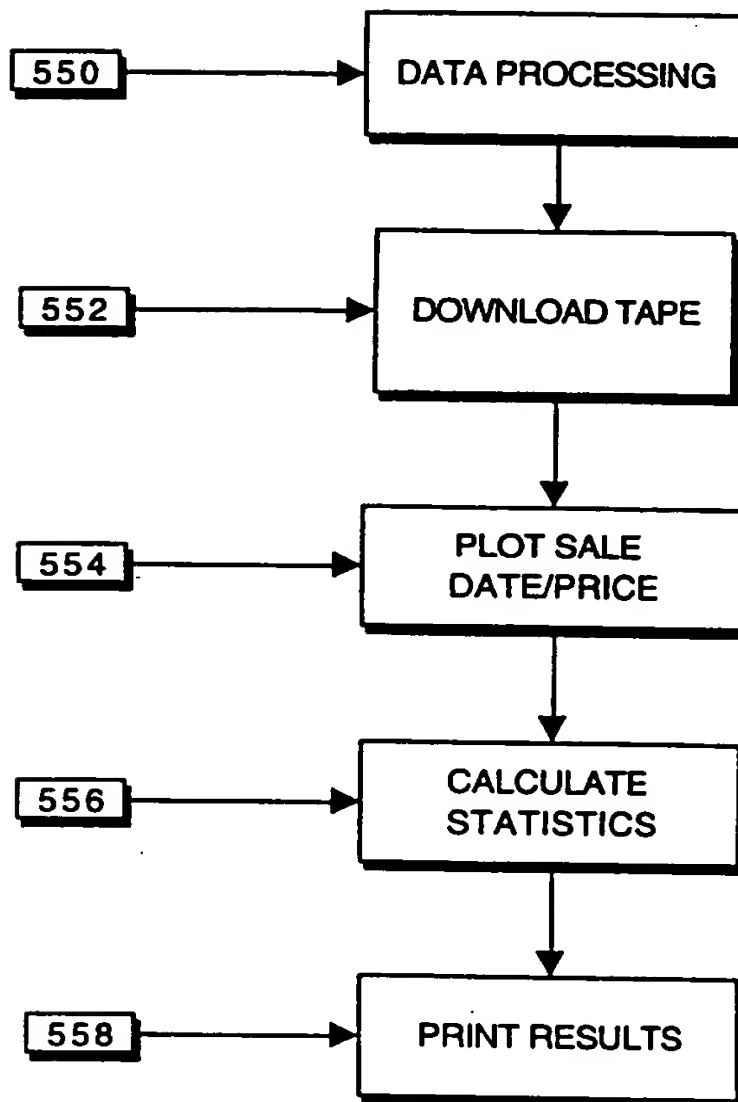 550
DATA PROCESSING
552
DOWNLOAD TAPE
554
PLOT SALE
DATE/PRICE
556
CALCULATE
STATISTICS
558
PRINT RESULTS